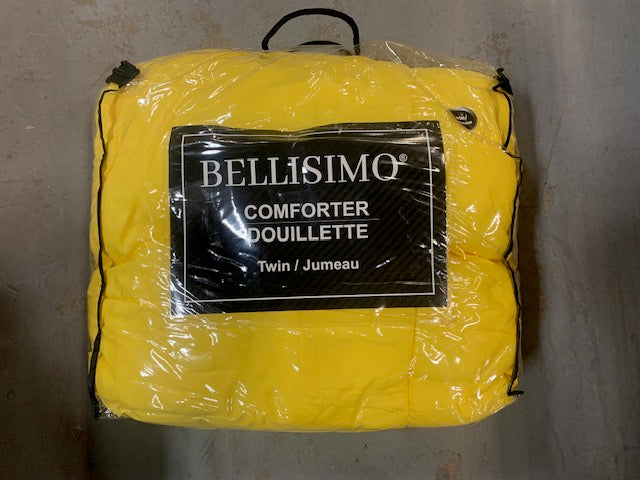 BELLISIMO®
COMFORTER
DOUILLETTE
Twin / Jumeau